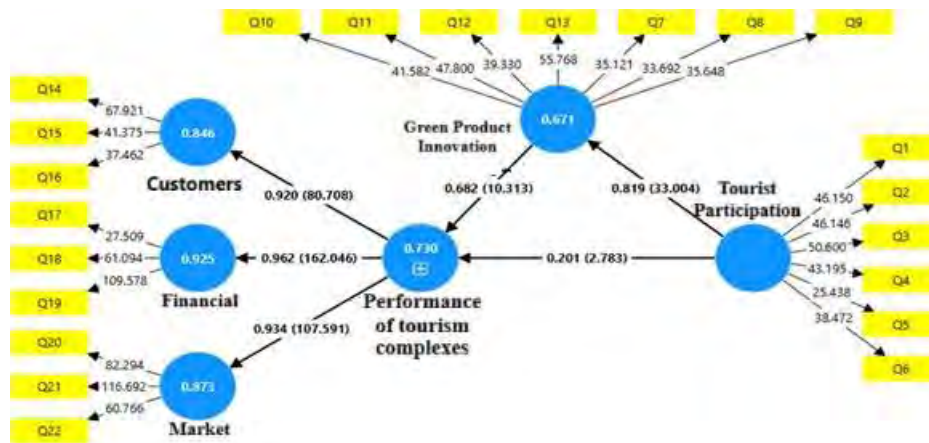 Q10
Q11
Q12
Q13
Q7
Q8
Q9
41.582
47.800
39.330
55.768
35.121
33.692
35.648
Q14
Q15
Q16
67.921
41.375
37.462
0.846
Customers
Green Product
Innovation
0.671
0.682 (10.313)
0.819 (33.004)
0.920 (80.708)
Tourist
Participation
Q1
Q2
Q3
Q4
Q5
Q6
46.150
46.146
50.600
43.195
25.438
38.472
Q17
Q18
Q19
27.509
61.094
109.578
0.925
Financial
0.962 (162.046)
0.730
0.201 (2.783)
Performance
of tourism
complexes
0.934 (107.591)
Q20
Q21
Q22
82.294
116.692
60.766
0.873
Market